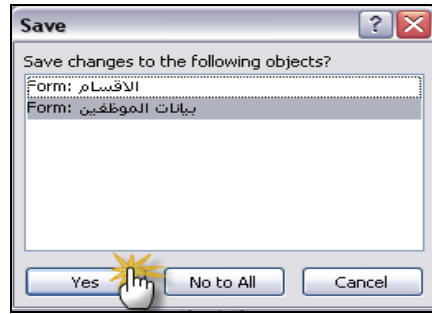 Save
Save changes to the following objects?
Form: الاقسام
Form: بيانات الموظفين
Yes
No to All
Cancel